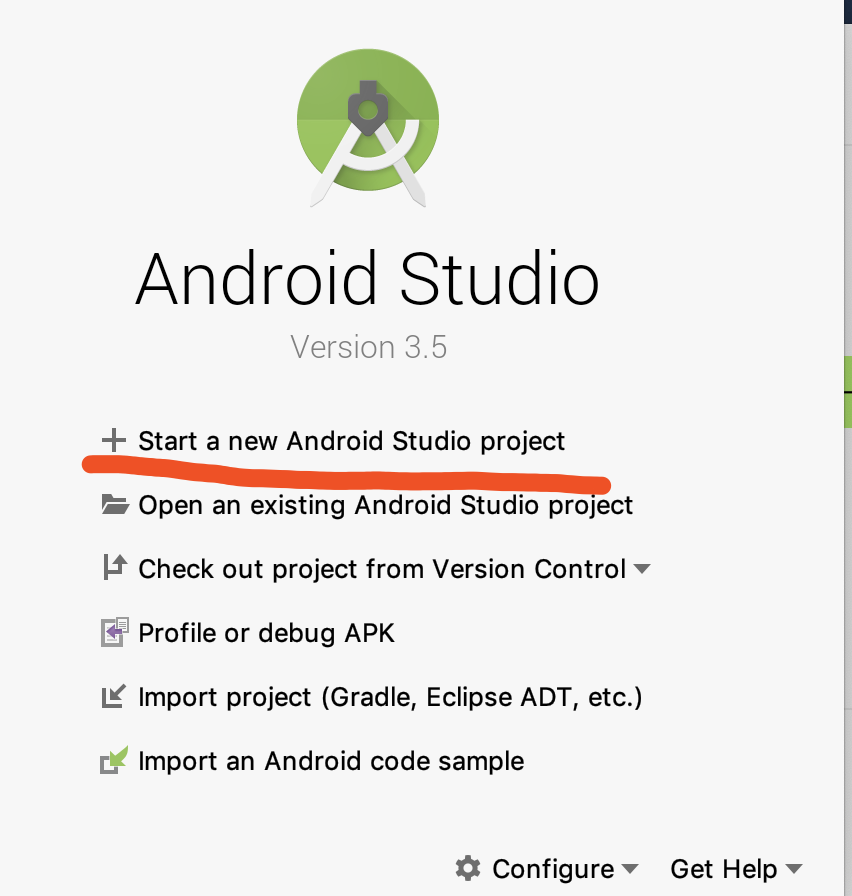 Android Studio
Version 3.5
Start a new Android Studio project
Open an existing Android Studio project
Check out project from Version Control
Profile or debug APK
Import project (Gradle, Eclipse ADT, etc.)
Import an Android code sample
Configure Get Help